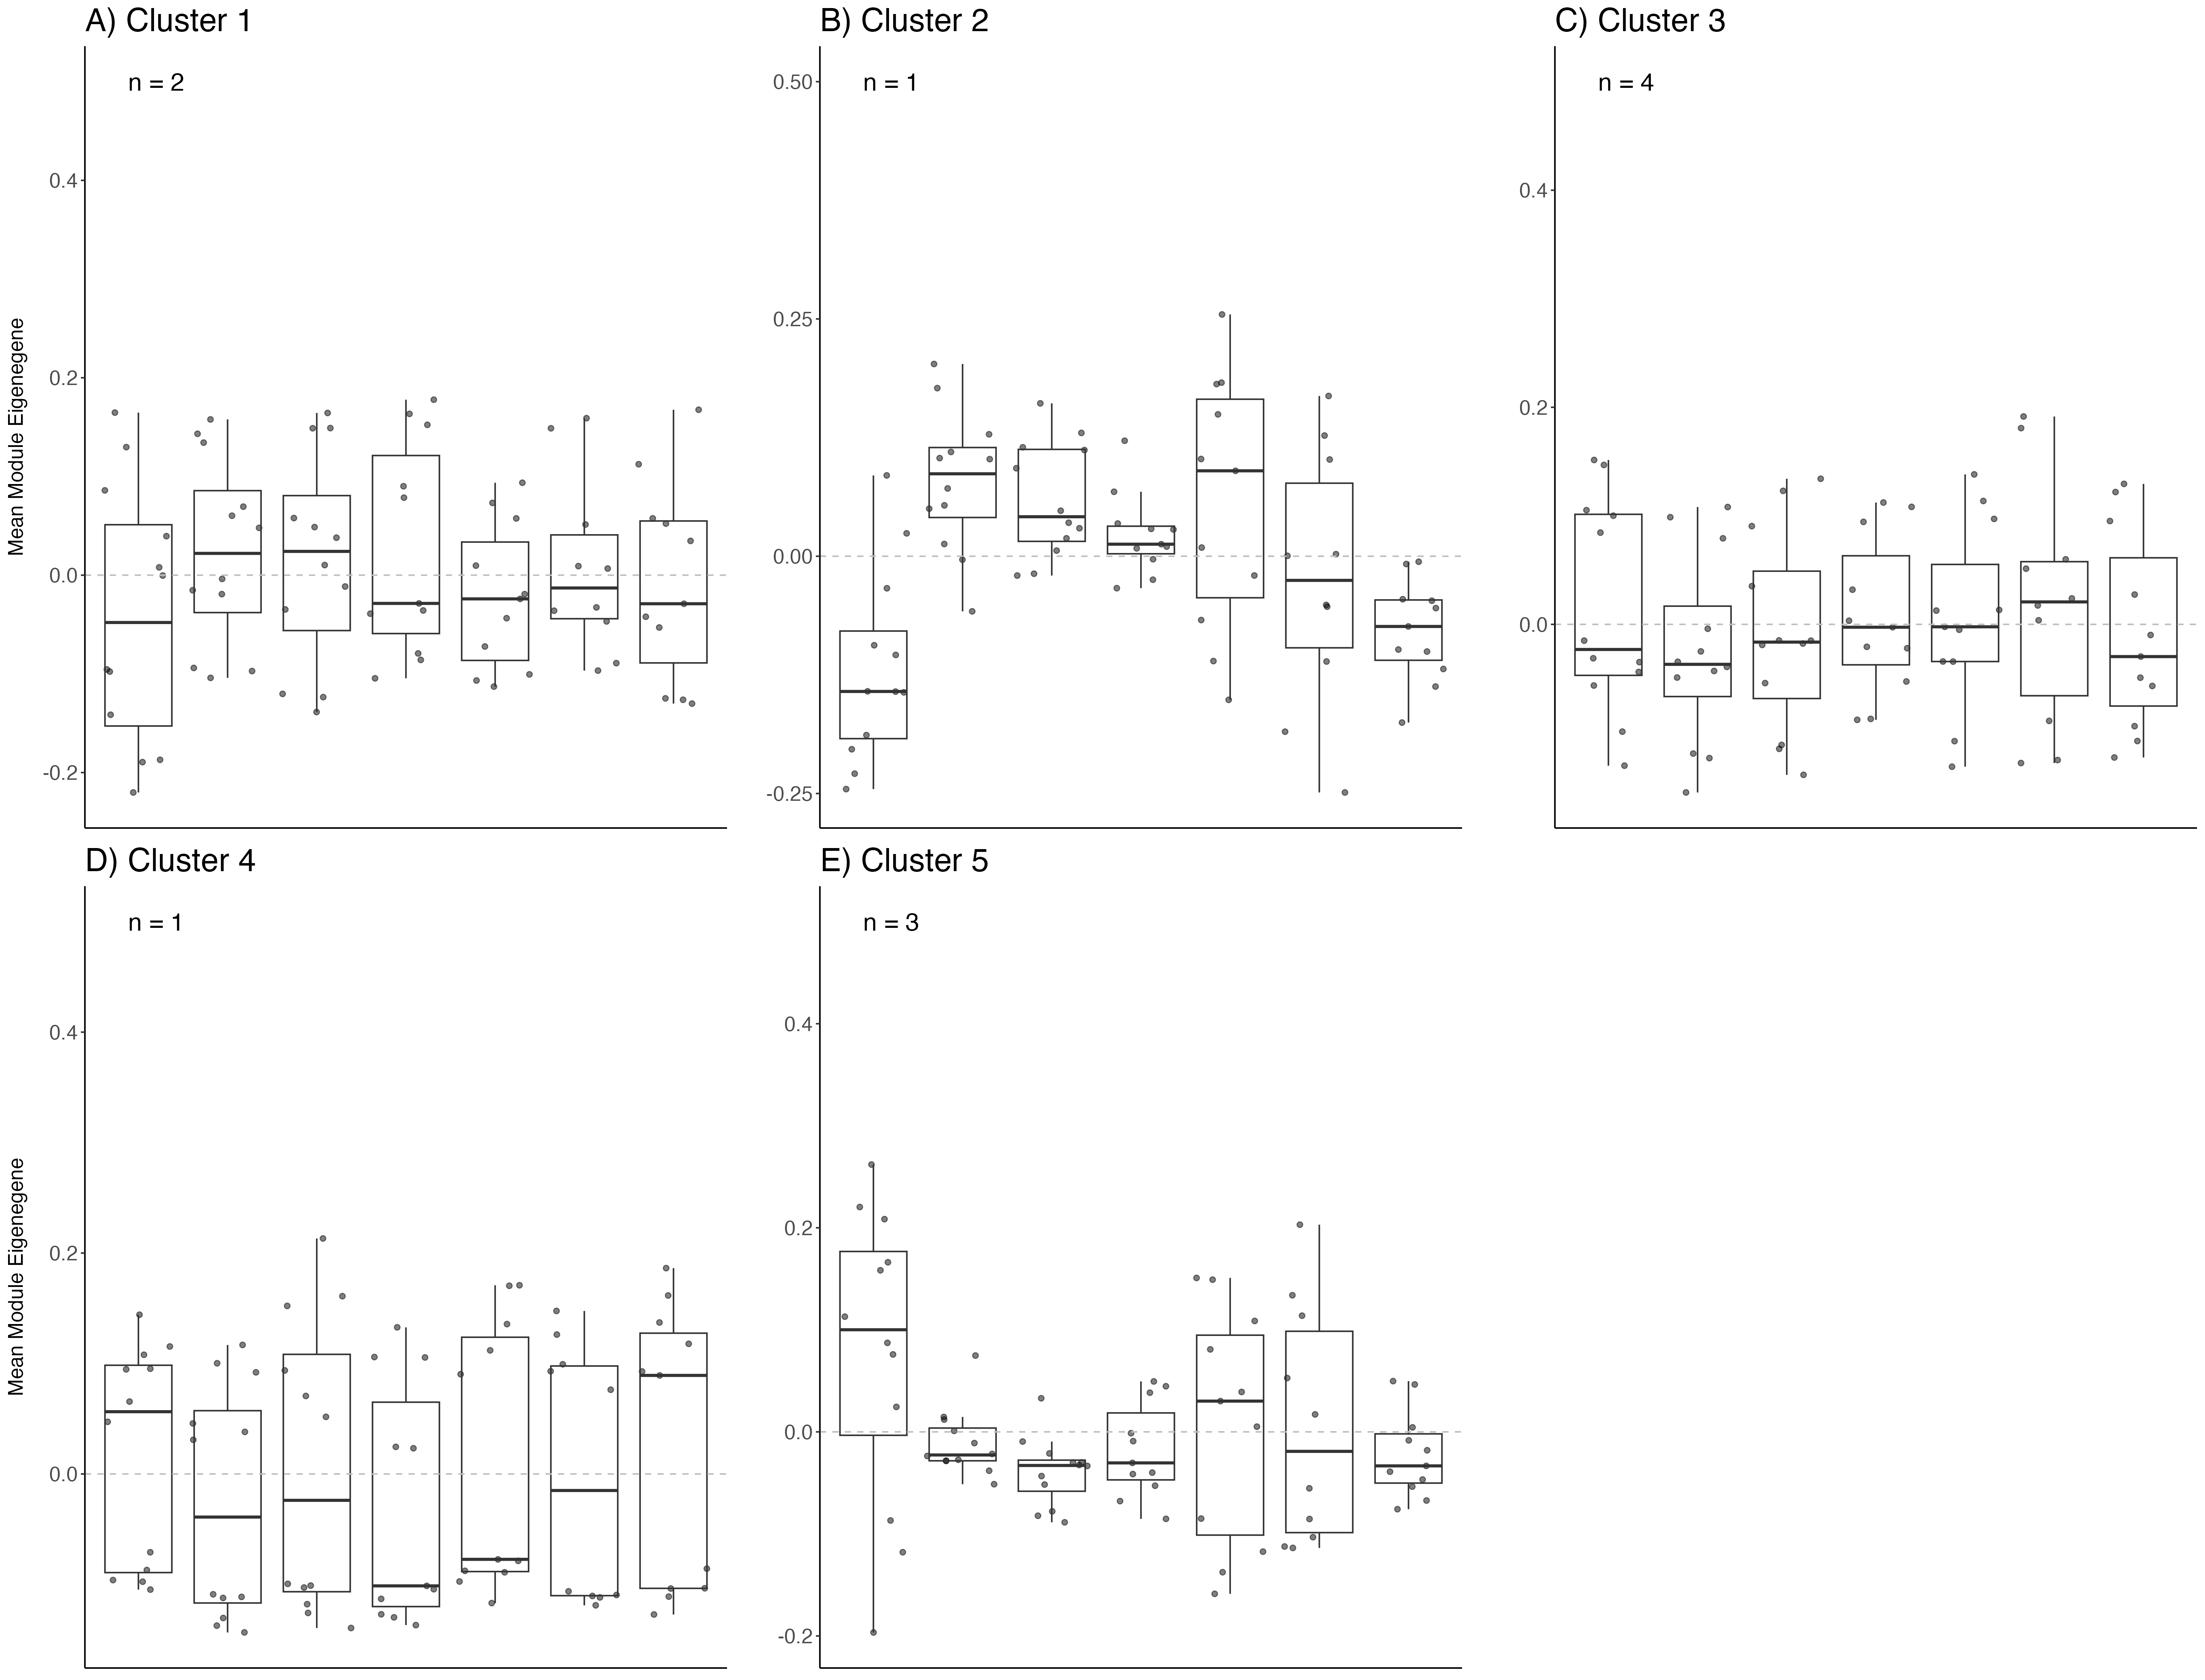 A) Cluster 1
n = 2
Mean Module Eigenegene
0.4
0.2
0.0
-0.2
B) Cluster 2
n = 1
0.50
0.25
0.00
-0.25
C) Cluster 3
n = 4
0.4
0.2
0.0
D) Cluster 4
n = 1
Mean Module Eigenegene
0.4
0.2
0.0
E) Cluster 5
n = 3
0.4
0.2
0.0
-0.2